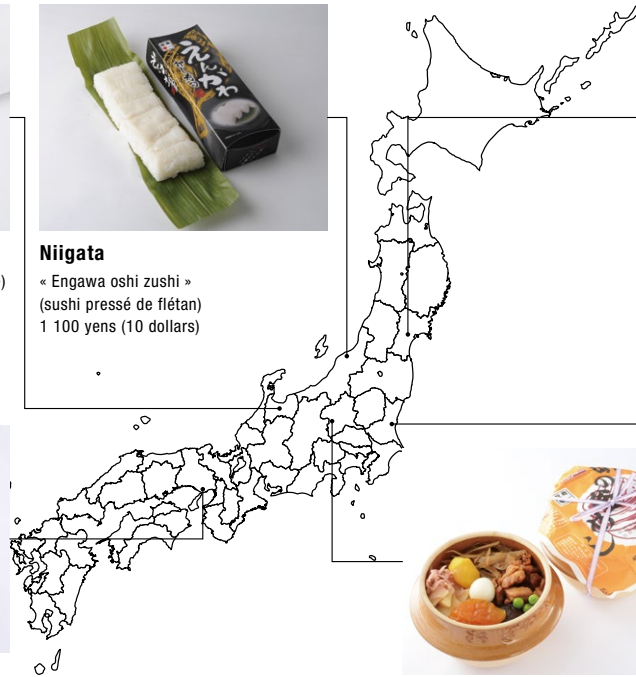 えんがわ
)
Niigata
« Engawa oshi zushi »
(sushi pressé de flétan)
1 100 yens (10 dollars)